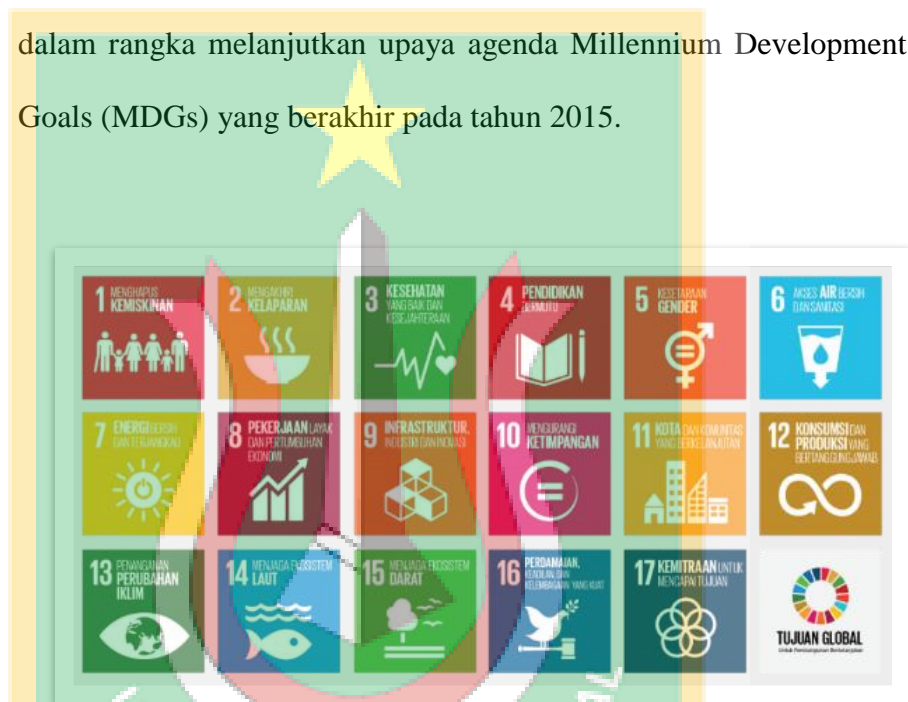 dalam rangka melanjutkan upaya agenda Millennium Development
Goals (MDGs) yang berakhir pada tahun 2015.
1 MENGHAPUS
KEMISKINAN
2 MENGAKHIRI
KELAPARAN
3 KESEHATAN
YANG BAIK DAN
KESEJAHTERAAN
4 PENDIDIKAN
BERMUTU
5 KESETARAAN
GENDER
6 AKSES AIR BERSIH
DAN SANITASI
7 ENERGI BERSIH
DAN TERJANGKAU
8 PEKERJAAN LAYAK
DAN PERTUMBUHAN
EKONOMI
9 INFRASTRUKTUR,
INDUSTRI DAN INOVASI
10 MENGURANGI
KETIMPANGAN
11 KOTA DAN KOMUNITAS
YANG BERKELANJUTAN
12 KONSUMSI DAN
PRODUKSI YANG
BERTANGGUNGJAWAB
13 PENANGANAN
PERUBAHAN
IKLIM
14 MENJAGA EKOSISTEM
LAUT
15 MENJAGA EKOSISTEM
DARAT
16 PERDAMAIAN,
KEADILAN DAN
KELEMBAGAAN YANG KUAT
17 KEMITRAAN UNTUK
MENCAPAI TUJUAN
TUJUAN GLOBAL
Untuk Pembangunan Berkelanjutan